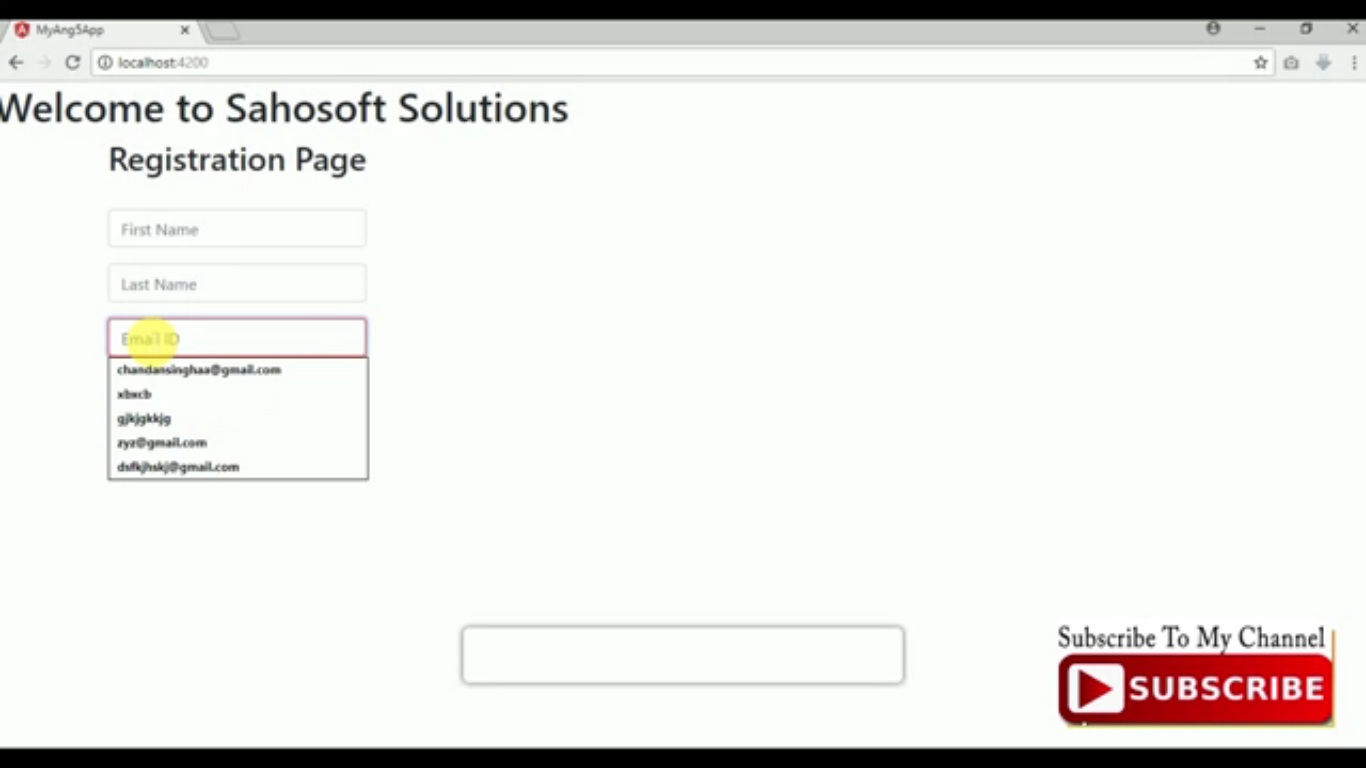 MyAng5App
localhost:4200
Welcome to Sahosoft Solutions
Registration Page
First Name
Last Name
Email ID
chandansinghaa@gmail.com
xbxcb
gjkjgkkjg
zyz@gmail.com
dsfkjhskj@gmail.com
Subscribe To My Channel
SUBSCRIBE